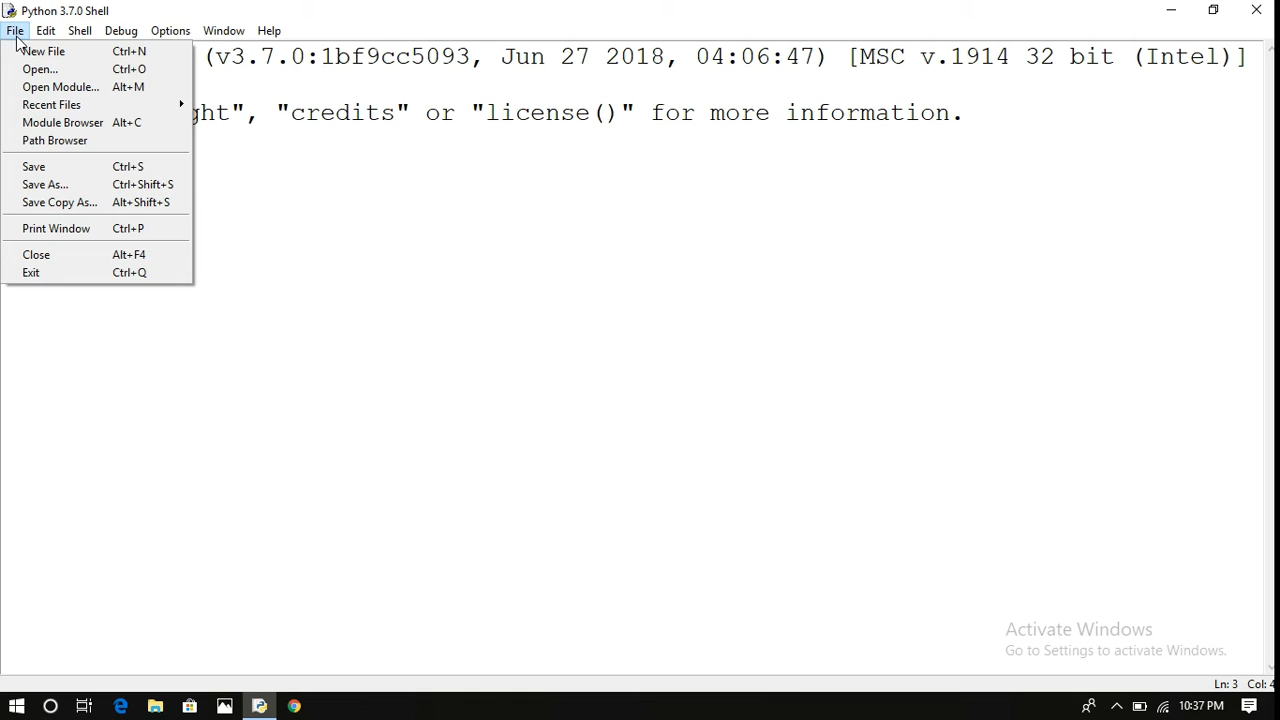 Python 3.7.0 Shell
File Edit Shell Debug Options Window Help
New File Ctrl+N
Open... Ctrl+O
Open Module... Alt+M
Recent Files
Module Browser Alt+C
Path Browser
Save Ctrl+S
Save As... Ctrl+Shift+S
Save Copy As... Alt+Shift+S
Print Window Ctrl+P
Close Alt+F4
Exit Ctrl+Q
(v3.7.0:1bf9cc5093, Jun 27 2018, 04:06:47) [MSC v.1914 32 bit (Intel)]
ght", "credits" or "license()" for more information.
Activate Windows
Go to Settings to activate Windows.
Ln: 3 Col: 4
10:37 PM